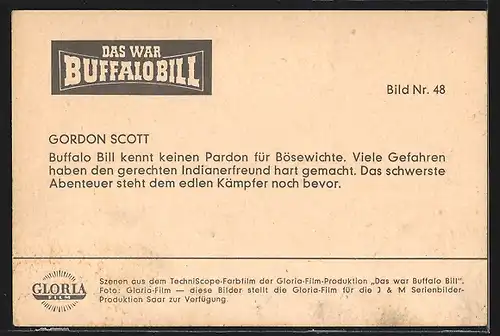 DAS WAR
BUFFALO BILL
Bild Nr. 48
GORDON SCOTT
Buffalo Bill kennt keinen Pardon für Bösewichte. Viele Gefahren
haben den gerechten Indianerfreund hart gemacht. Das schwerste
Abenteuer steht dem edlen Kämpfer noch bevor.
GLORIA
FILM
Szenen aus dem TechniScope-Farbfilm der Gloria-Film-Produktion „Das war Buffalo Bill”.
Foto: Gloria-Film — diese Bilder stellt die Gloria-Film für die J & M Serienbilder-
Produktion Saar zur Verfügung